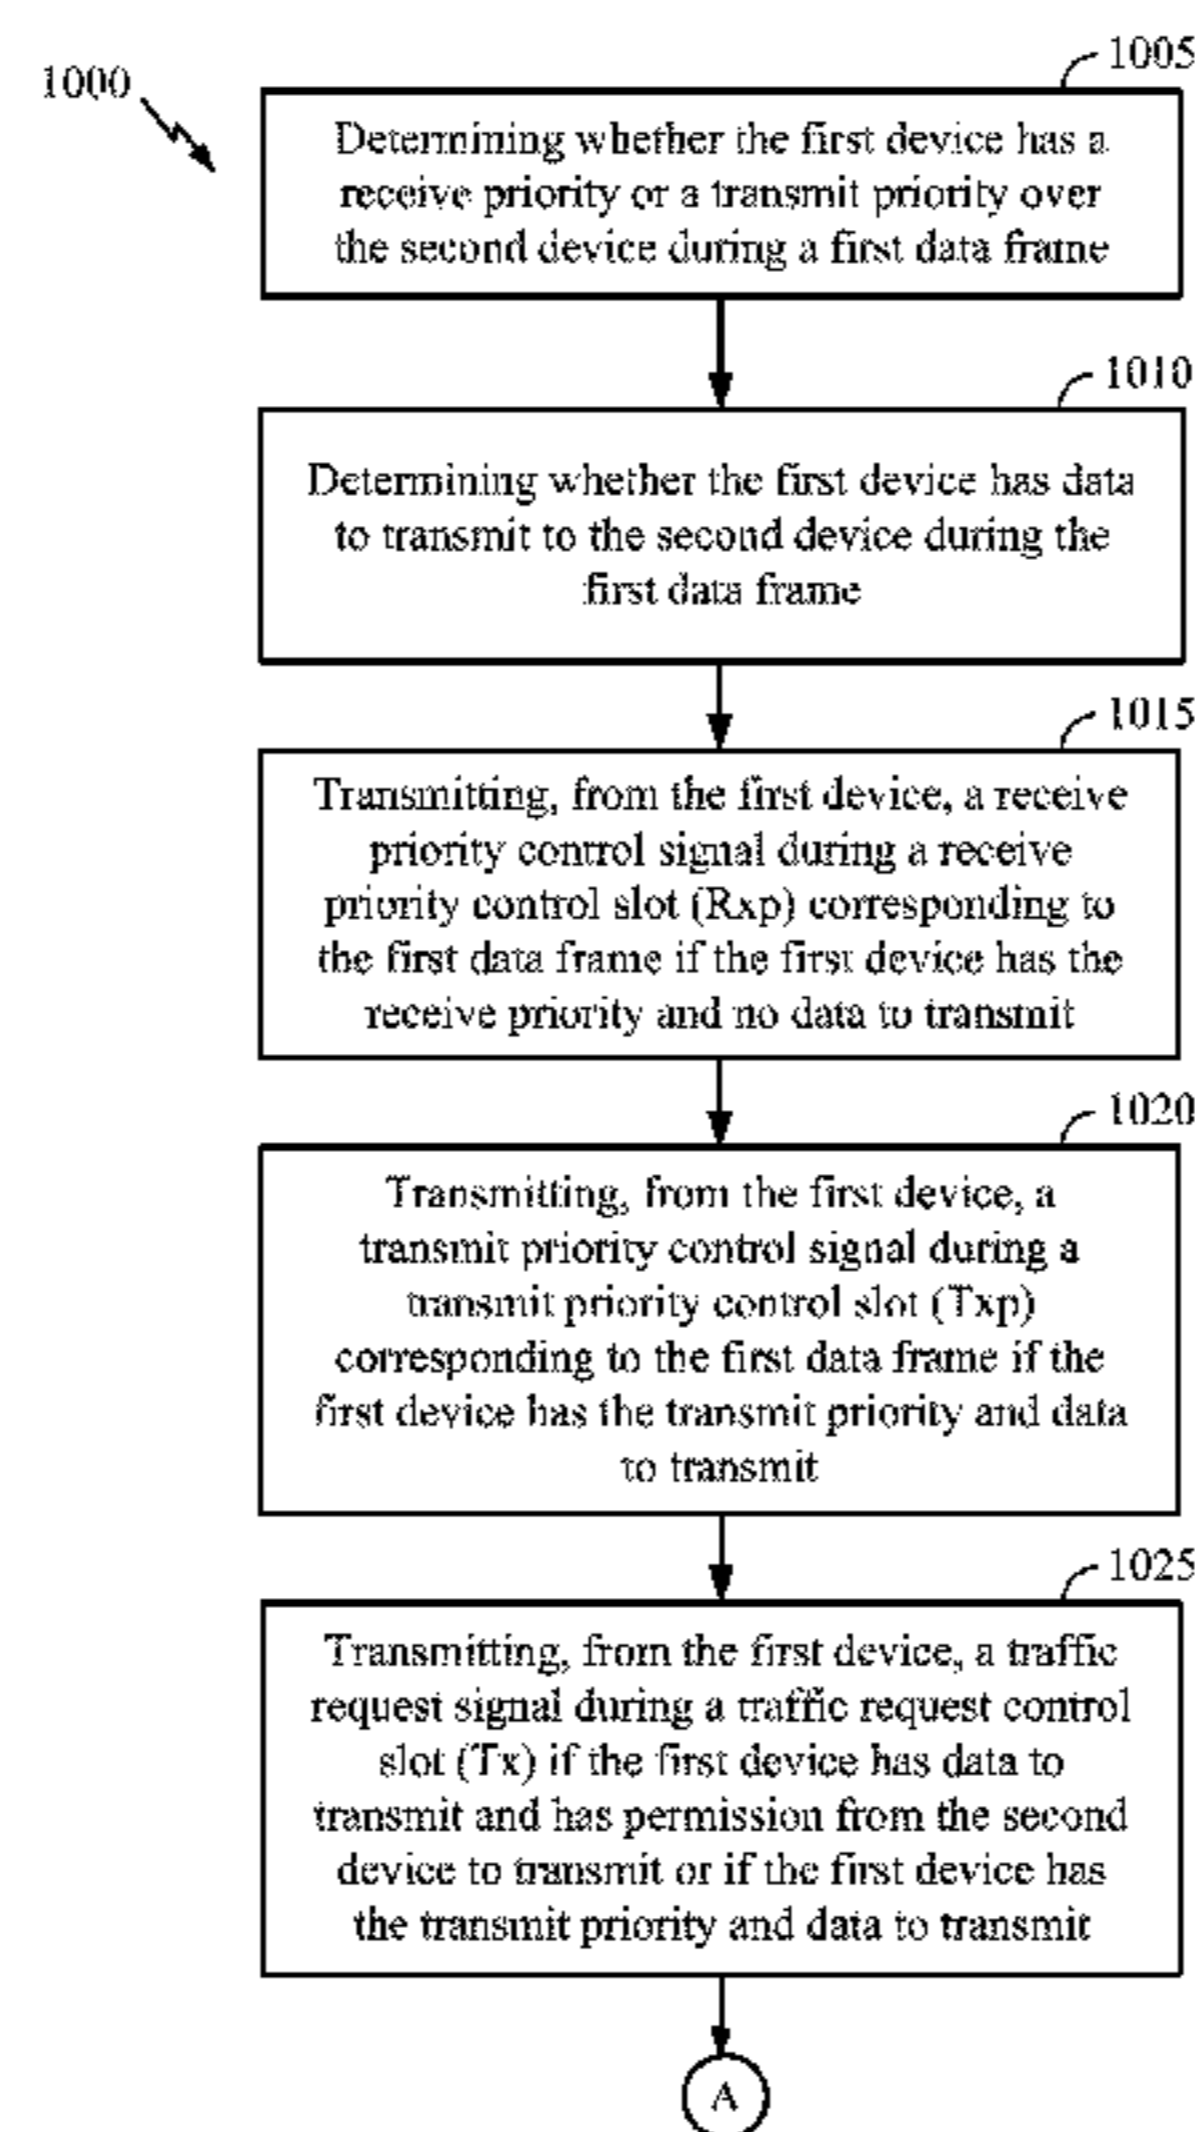 1000
1005
Determining whether the first device has a
receive priority or a transmit priority over
the second device during a first data frame
1010
Determining whether the first device has data
to transmit to the second device during the
first data frame
1015
Transmitting, from the first device, a receive
priority control signal during a receive
priority control slot (Rxp) corresponding to
the first data frame if the first device has the
receive priority and no data to transmit
1020
Transmitting, from the first device, a
transmit priority control signal during a
transmit priority control slot (Txp)
corresponding to the first data frame if the
first device has the transmit priority and data
to transmit
1025
Transmitting, from the first device, a traffic
request signal during a traffic request control
slot (Tx) if the first device has data to
transmit and has permission from the second
device to transmit or if the first device has
the transmit priority and data to transmit
A